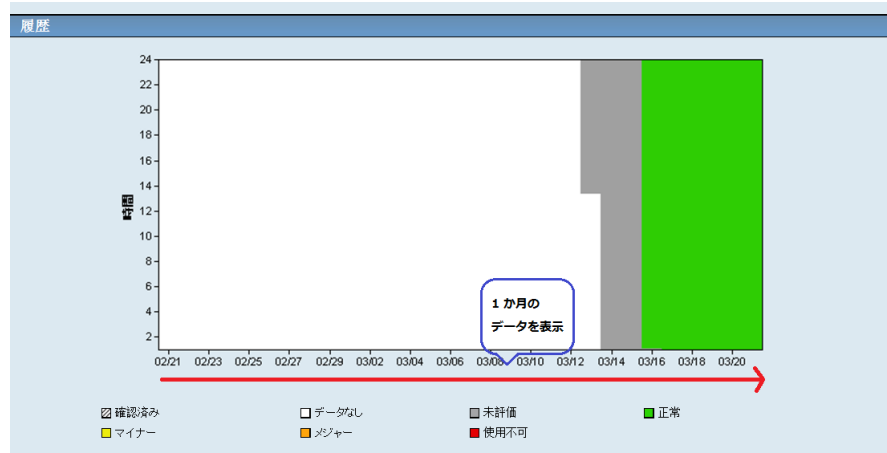 履歴
24
22
20
18
16
14
12
10
8
6
4
2
時間
1 か月の
データを表示
02/21 02/23 02/25 02/27 02/29 03/02 03/04 03/06 03/08 03/10 03/12 03/14 03/16 03/18 03/20
確認済み データなし 未評価 正常
マイナー メジャー 使用不可